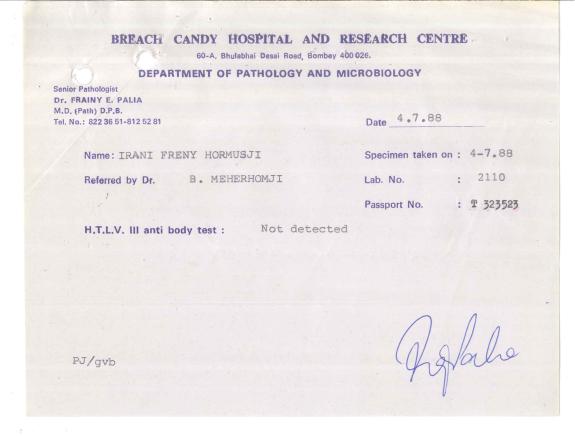 BREACH CANDY HOSPITAL AND RESEARCH CENTRE
60-A, Bhulabhai Desai Road, Bombay 400 026.
DEPARTMENT OF PATHOLOGY AND MICROBIOLOGY
Senior Pathologist
Dr. FRAINY E. PALIA
M.D. (Path) D.P.B.
Tel. No.: 822 36 51-812 52 81
Date 4.7.88
Name: IRANI FRENY HORMUSJI
Specimen taken on : 4-7.88
Referred by Dr. B. MEHERHOMJI
Lab. No. : 2110
Passport No. : T 323523
H.T.L.V. III anti body test : Not detected
PJ/gvb